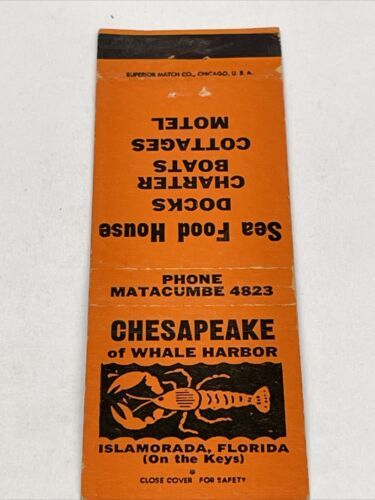 SUPERIOR MATCH CO., CHICAGO, U.S.A.
Sea Food House
DOCKS
CHARTER
BOATS
COTTAGES
MOTEL
PHONE
MATACUMBE 4823
CHESAPEAKE
of WHALE HARBOR
ISLAMORADA, FLORIDA
(On the Keys)
CLOSE COVER FOR SAFETY